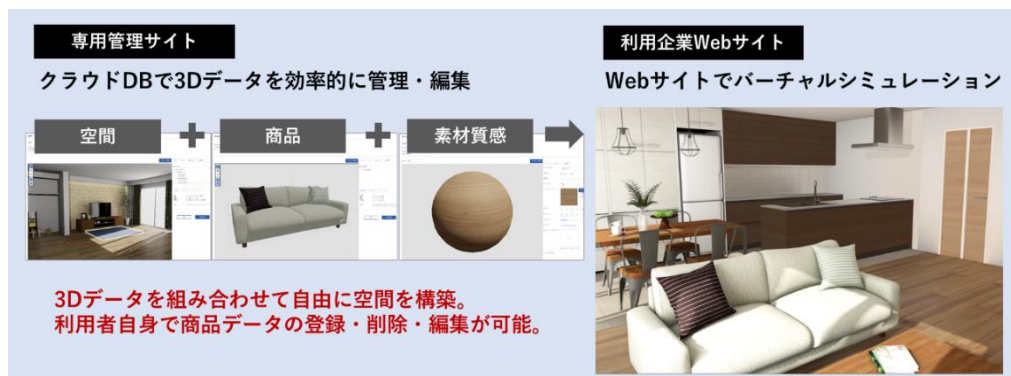 専用管理サイト
クラウドDBで3Dデータを効率的に管理・編集
空間
商品
素材質感
3Dデータを組み合わせて自由に空間を構築。
利用者自身で商品データの登録・削除・編集が可能。
利用企業Webサイト
Webサイトでバーチャルシミュレーション